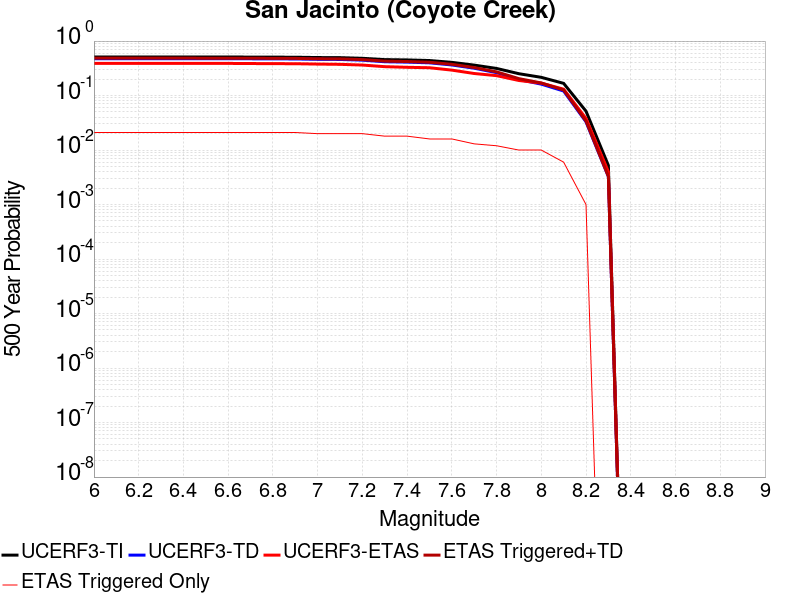 San Jacinto (Coyote Creek)
10^0
10^-1
10^-2
10^-3
10^-4
10^-5
10^-6
10^-7
10^-8
500 Year Probability
6 6.2 6.4 6.6 6.8 7 7.2 7.4 7.6 7.8 8 8.2 8.4 8.6 8.8 9
Magnitude
UCERF3-TI UCERF3-TD UCERF3-ETAS ETAS Triggered+TD
ETAS Triggered Only